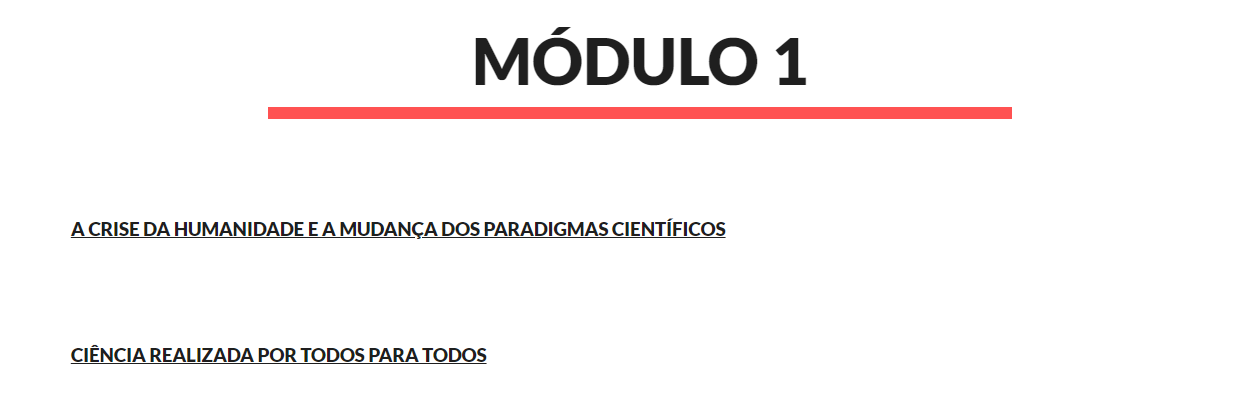 MÓDULO 1
A CRISE DA HUMANIDADE E A MUDANÇA DOS PARADIGMAS CIENTÍFICOS
CIÊNCIA REALIZADA POR TODOS PARA TODOS